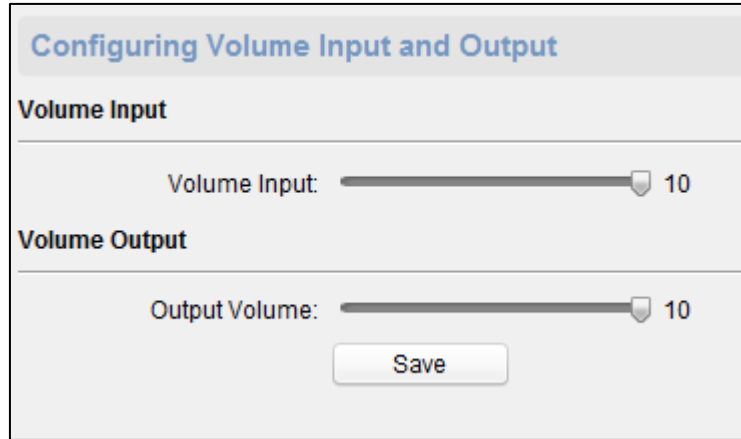 Configuring Volume Input and Output
Volume Input
Volume Input: 10
Volume Output
Output Volume: 10
Save